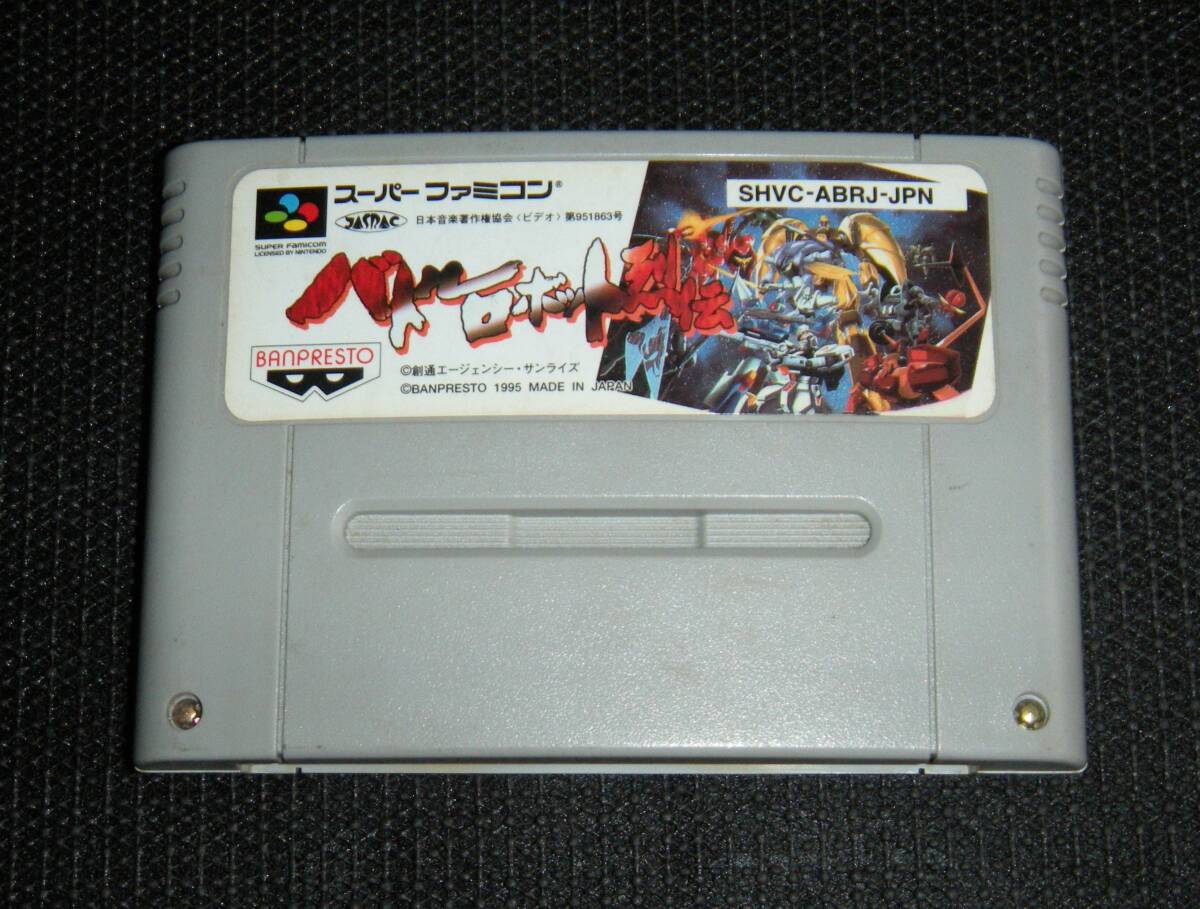 スーパーファミコン®
SUPER FAMICOM
LICENSED BY NINTENDO
JASRAC
日本音楽著作権協会〈ビデオ〉第951863号
SHVC-ABRJ-JPN
バトルロボット烈伝
BANPRESTO
©創通エージェンシー・サンライズ
©BANPRESTO 1995 MADE IN JAPAN